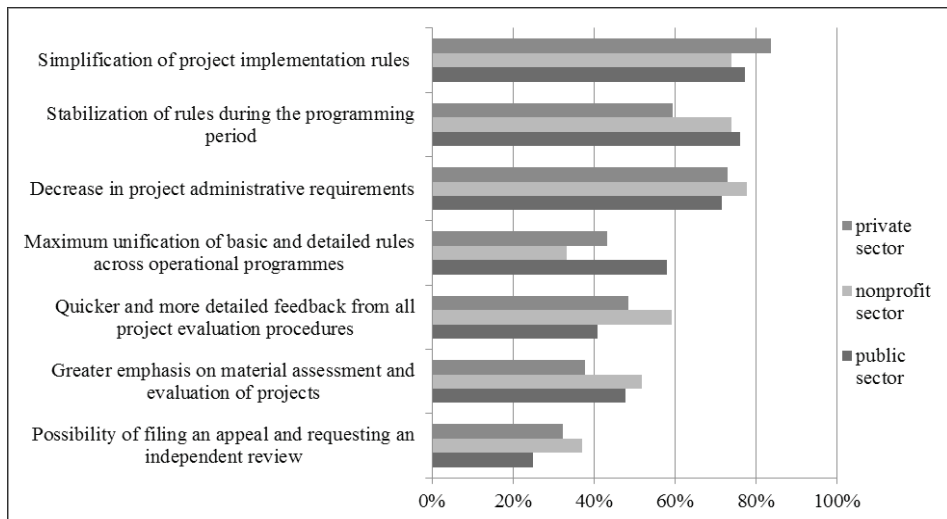 Simplification of project implementation rules
Stabilization of rules during the programming
period
Decrease in project administrative requirements
Maximum unification of basic and detailed rules
across operational programmes
Quicker and more detailed feedback from all
project evaluation procedures
Greater emphasis on material assessment and
evaluation of projects
Possibility of filing an appeal and requesting an
independent review
0% 20% 40% 60% 80% 100%
private
sector
nonprofit
sector
public
sector